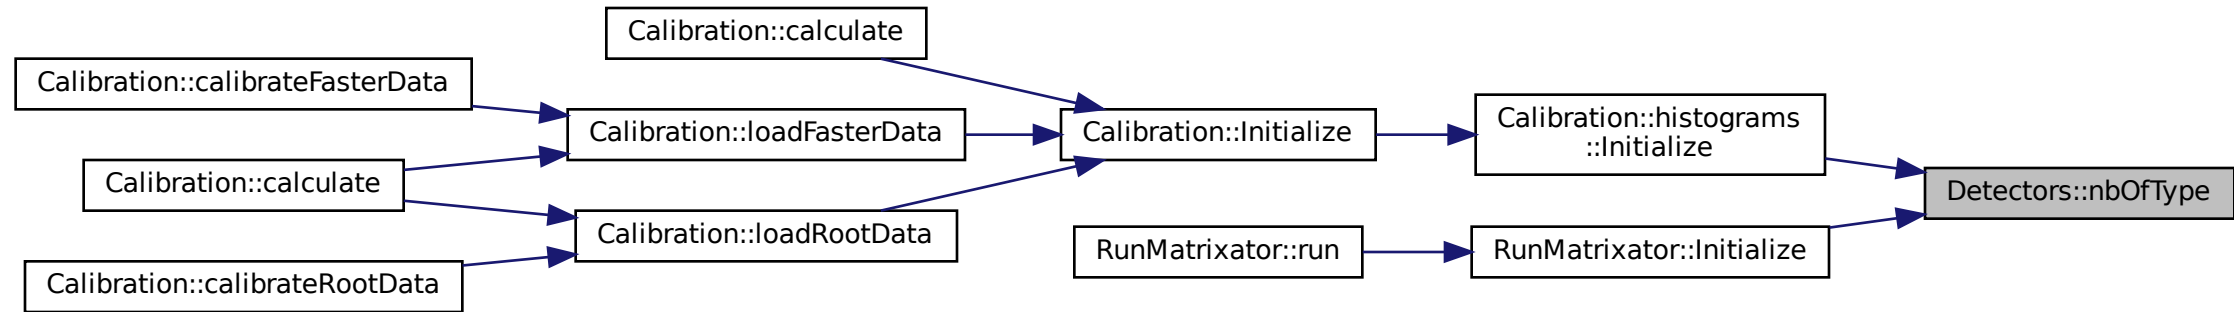 Calibration::calculate
Calibration::calibrateFasterData
Calibration::loadFasterData
Calibration::Initialize
Calibration::histograms
::Initialize
Calibration::calculate
Detectors::nbOfType
Calibration::loadRootData
RunMatrixator::run
RunMatrixator::Initialize
Calibration::calibrateRootData